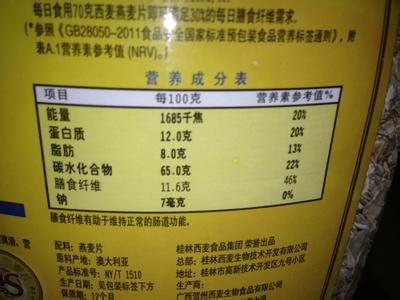 每日食用70克西麦燕麦片即可满足30%的每日膳食纤维需求。
(*参照《GB28050-2011食品安全国家标准预包装食品营养标签通则》，附
表A.1营养素参考值 (NRV)。)
营养成分表
项目 每100克 营养素参考值%
能量 1685千焦 20%
蛋白质 12.0克 20%
脂肪 8.0克 13%
碳水化合物 65.0克 22%
膳食纤维 11.6克 46%
钠 7毫克 0%
膳食纤维有助于维持正常的肠道功能。
配料：燕麦片
原料产地：澳大利亚
产品标准号：NY/T 1510
生产日期：见包装标签下方
保质期：12个月
桂林西麦食品集团 荣誉出品
总部：桂林西麦生物技术开发有限公司
地址：桂林市高新技术开发区九号小区
广西贺州西麦生物食品有限公司